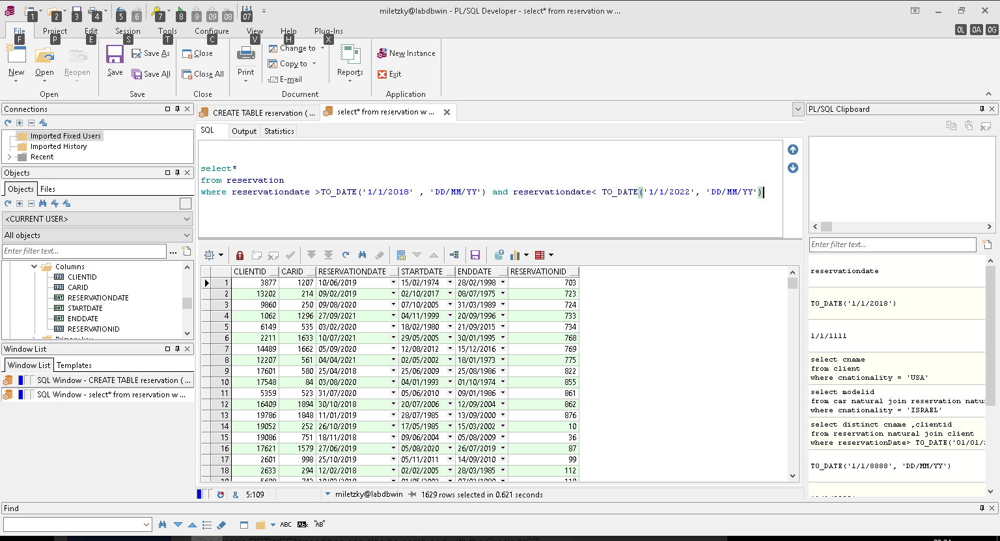 miletzky@labdbwin - PL/SQL Developer - select* from reservation w ...
1 2 3 4 5 6 7 8 9 09 08 07
File Project Edit Session Tools Configure View Help Plug-Ins
F P E S T C V H X
0L 0A 0G
New Open Reopen
Save Save As
Save All
Close
Close All
Print
Change to
Copy to
E-mail
Reports
New Instance
Exit
Open Save Close Document Application
Connections
Imported Fixed Users
Imported History
Recent
Objects
Objects Files
<CURRENT USER>
All objects
Enter filter text...
Columns
CLIENTID
CARID
RESERVATIONDATE
STARTDATE
ENDDATE
RESERVATIONID
Window List
Window List Templates
SQL Window - CREATE TABLE reservation ( ...
SQL Window - select* from reservation w ...
CREATE TABLE reservation ( ... select* from reservation w ...
SQL Output Statistics
select*
from reservation
where reservationdate >TO_DATE('1/1/2018' , 'DD/MM/YY') and reservationdate< TO_DATE('1/1/2022', 'DD/MM/YY')
CLIENTID CARID RESERVATIONDATE STARTDATE ENDDATE RESERVATIONID
1 3877 1207 10/06/2019 15/02/1974 28/02/1998 703
2 13202 214 09/02/2019 02/10/2017 08/07/1975 723
3 9860 250 09/08/2020 07/10/2005 31/03/1989 724
4 1062 1296 27/09/2021 04/11/1999 20/09/1996 733
5 6149 535 03/02/2020 18/02/1980 21/09/2015 734
6 2211 1633 10/07/2021 29/05/2005 30/01/1995 768
7 14489 1662 05/09/2020 12/08/2012 15/12/2016 769
8 12207 561 04/04/2021 02/05/2002 18/01/1973 775
9 17601 580 25/04/2018 25/06/2009 25/08/1986 822
10 17548 84 03/08/2020 04/01/1993 01/10/1974 855
11 5359 523 31/07/2020 05/06/2010 09/01/1986 861
12 16409 1894 30/10/2018 20/07/2006 12/09/2004 862
13 19786 1848 11/01/2019 28/07/1985 13/09/2000 876
14 19052 252 26/10/2019 17/05/1985 15/03/2002 10
15 19086 751 18/11/2018 09/06/2004 05/08/2009 36
16 17621 1579 27/06/2019 05/08/2020 26/07/2019 87
17 2601 998 25/10/2019 05/11/2011 14/09/2010 99
18 2633 294 12/02/2018 02/02/2005 28/03/1985 112
& 5:109 miletzky@labdbwin 1629 rows selected in 0.621 seconds
PL/SQL Clipboard
Enter filter text...
reservationdate
TO_DATE('1/1/2018')
1/1/1111
select cname
from client
where cnationality = 'USA'
select modelid
from car natural join reservation natu
where cnationality = 'ISRAEL'
select distinct cname ,clientid
from reservation natural join client
where reservationDate> TO_DATE('01/01/2
TO_DATE('1/1/8888', 'DD/MM/YY')
Find
ABC AB: "AB"